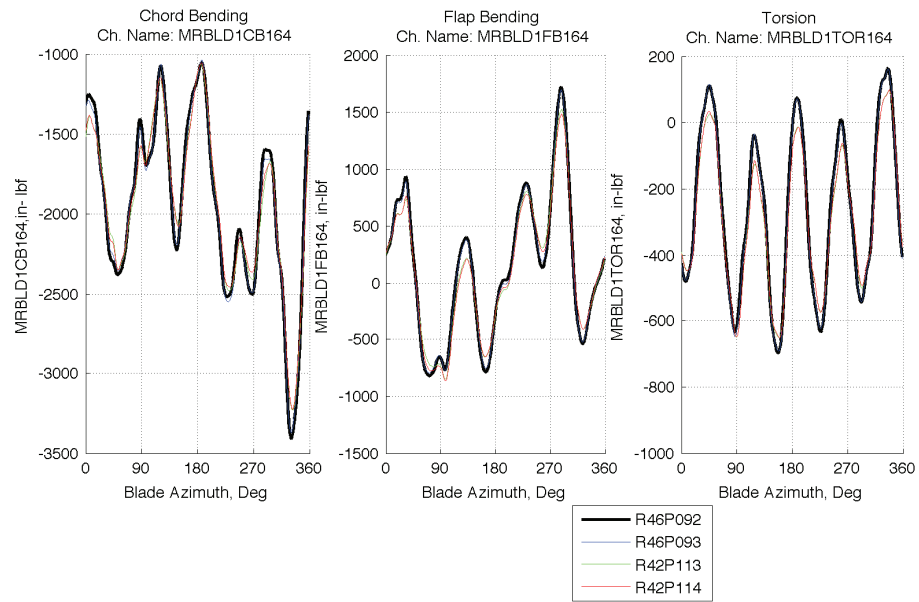 Chord Bending
Ch. Name: MRBLD1CB164
-1000
-1500
-2000
-2500
-3000
-3500
0 90 180 270 360
MRBLD1CB164,in- lbf
Blade Azimuth, Deg
Flap Bending
Ch. Name: MRBLD1FB164
2000
1500
1000
500
0
-500
-1000
-1500
0 90 180 270 360
MRBLD1FB164, in-lbf
Blade Azimuth, Deg
Torsion
Ch. Name: MRBLD1TOR164
200
0
-200
-400
-600
-800
-1000
0 90 180 270 360
MRBLD1TOR164, in-lbf
Blade Azimuth, Deg
R46P092
R46P093
R42P113
R42P114